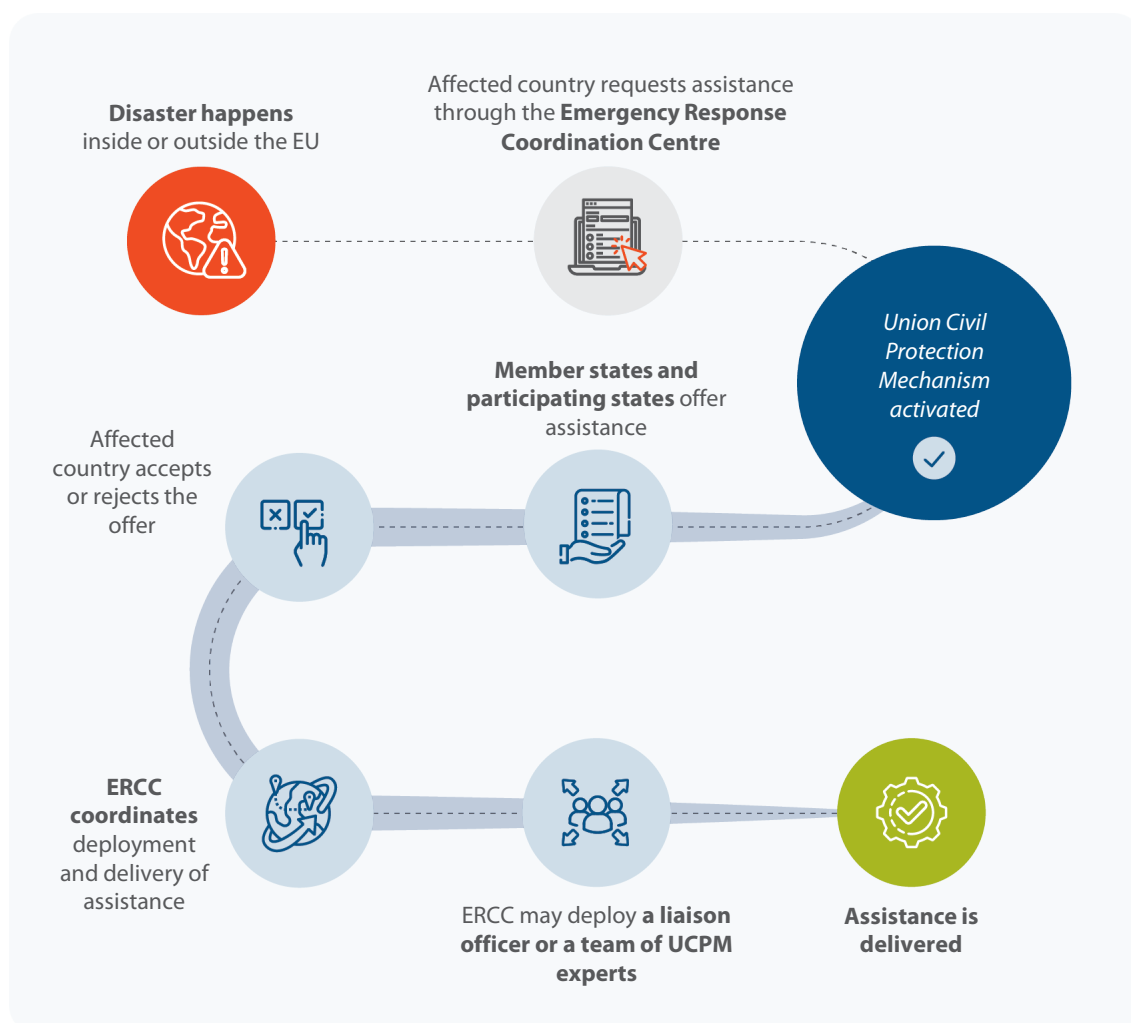 Disaster happens
inside or outside the EU
Affected country requests assistance
through the Emergency Response
Coordination Centre
Union Civil
Protection
Mechanism
activated
Member states and
participating states offer
assistance
Affected
country accepts
or rejects the
offer
ERCC
coordinates
deployment
and delivery of
assistance
ERCC may deploy a liaison
officer or a team of UCPM
experts
Assistance is
delivered